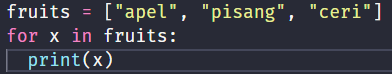 fruits = ["apel", "pisang", "ceri"]
for x in fruits:
  print(x)